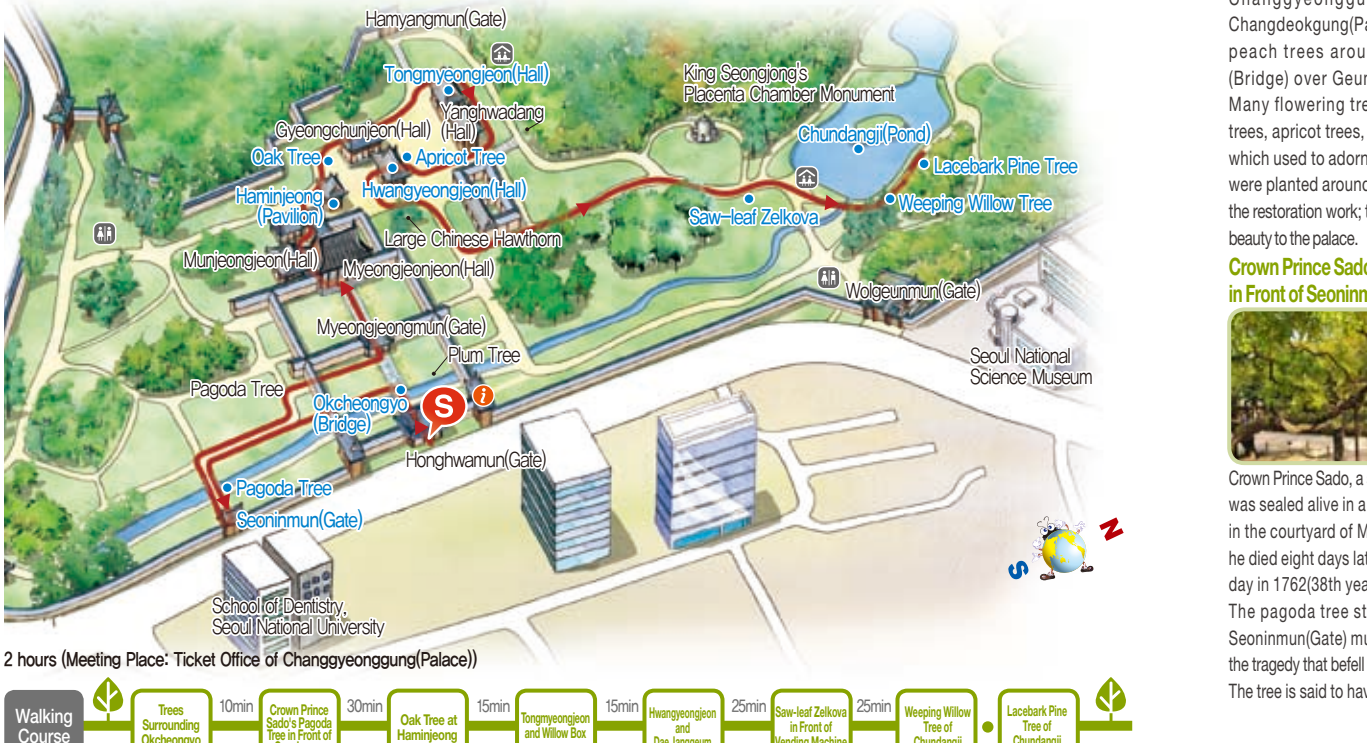 Hamyangmun(Gate)
Tongmyeongjeon(Hall)
King Seongjong's
Placenta Chamber Monument
Yanghwadang
(Hall)
Gyeongchunjeon(Hall)
Chundangji(Pond)
Oak Tree
Apricot Tree
Lacebark Pine Tree
Hwangyeongjeon(Hall)
Haminjeong
(Pavilion)
Weeping Willow Tree
Saw-leaf Zelkova
Large Chinese Hawthorn
Munjeongjeon(Hall)
Myeongjeonjeon(Hall)
Wolgeunmun(Gate)
Myeongjeongmun(Gate)
Plum Tree
Seoul National
Science Museum
Pagoda Tree
Okcheongyo
(Bridge)
S
i
Honghwamun(Gate)
Pagoda Tree
Seoninmun(Gate)
N
S
School of Dentistry,
Seoul National University
2 hours (Meeting Place: Ticket Office of Changgyeonggung(Palace))
Walking
Course
Trees
Surrounding
Okcheongyo
10min
Crown Prince
Sado's Pagoda
Tree in Front of
30min
Oak Tree at
Haminjeong
15min
Tongmyeongjeon
and Willow Box
15min
Hwangyeongjeon
and
Dae Janggeum
25min
Saw-leaf Zelkova
in Front of
Vending Machine
25min
Weeping Willow
Tree of
Chundangji
Lacebark Pine
Tree of
Chundangji
Changdeokgung(Pa
peach trees arou
(Bridge) over Geu
Many flowering tre
trees, apricot trees,
which used to adorn
were planted around
the restoration work; t
beauty to the palace.
Crown Prince Sado
in Front of Seoninm
Crown Prince Sado, a
was sealed alive in a
in the courtyard of M
he died eight days lat
day in 1762(38th yea
The pagoda tree st
Seoninmun(Gate) mu
the tragedy that befell
The tree is said to hav